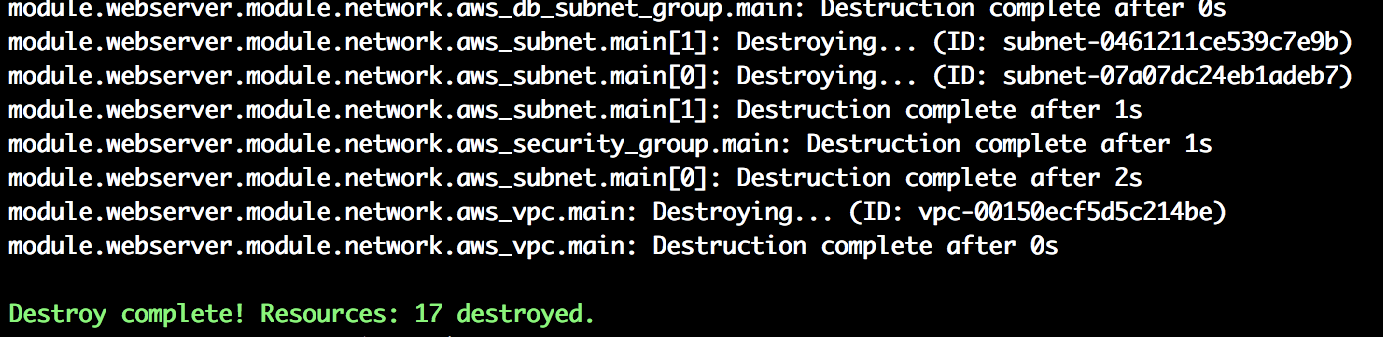 module.webserver.module.network.aws_db_subnet_group.main: Destruction complete after 0s
module.webserver.module.network.aws_subnet.main[1]: Destroying... (ID: subnet-0461211ce539c7e9b)
module.webserver.module.network.aws_subnet.main[0]: Destroying... (ID: subnet-07a07dc24eb1adeb7)
module.webserver.module.network.aws_subnet.main[1]: Destruction complete after 1s
module.webserver.module.network.aws_security_group.main: Destruction complete after 1s
module.webserver.module.network.aws_subnet.main[0]: Destruction complete after 2s
module.webserver.module.network.aws_vpc.main: Destroying... (ID: vpc-00150ecf5d5c214be)
module.webserver.module.network.aws_vpc.main: Destruction complete after 0s
Destroy complete! Resources: 17 destroyed.